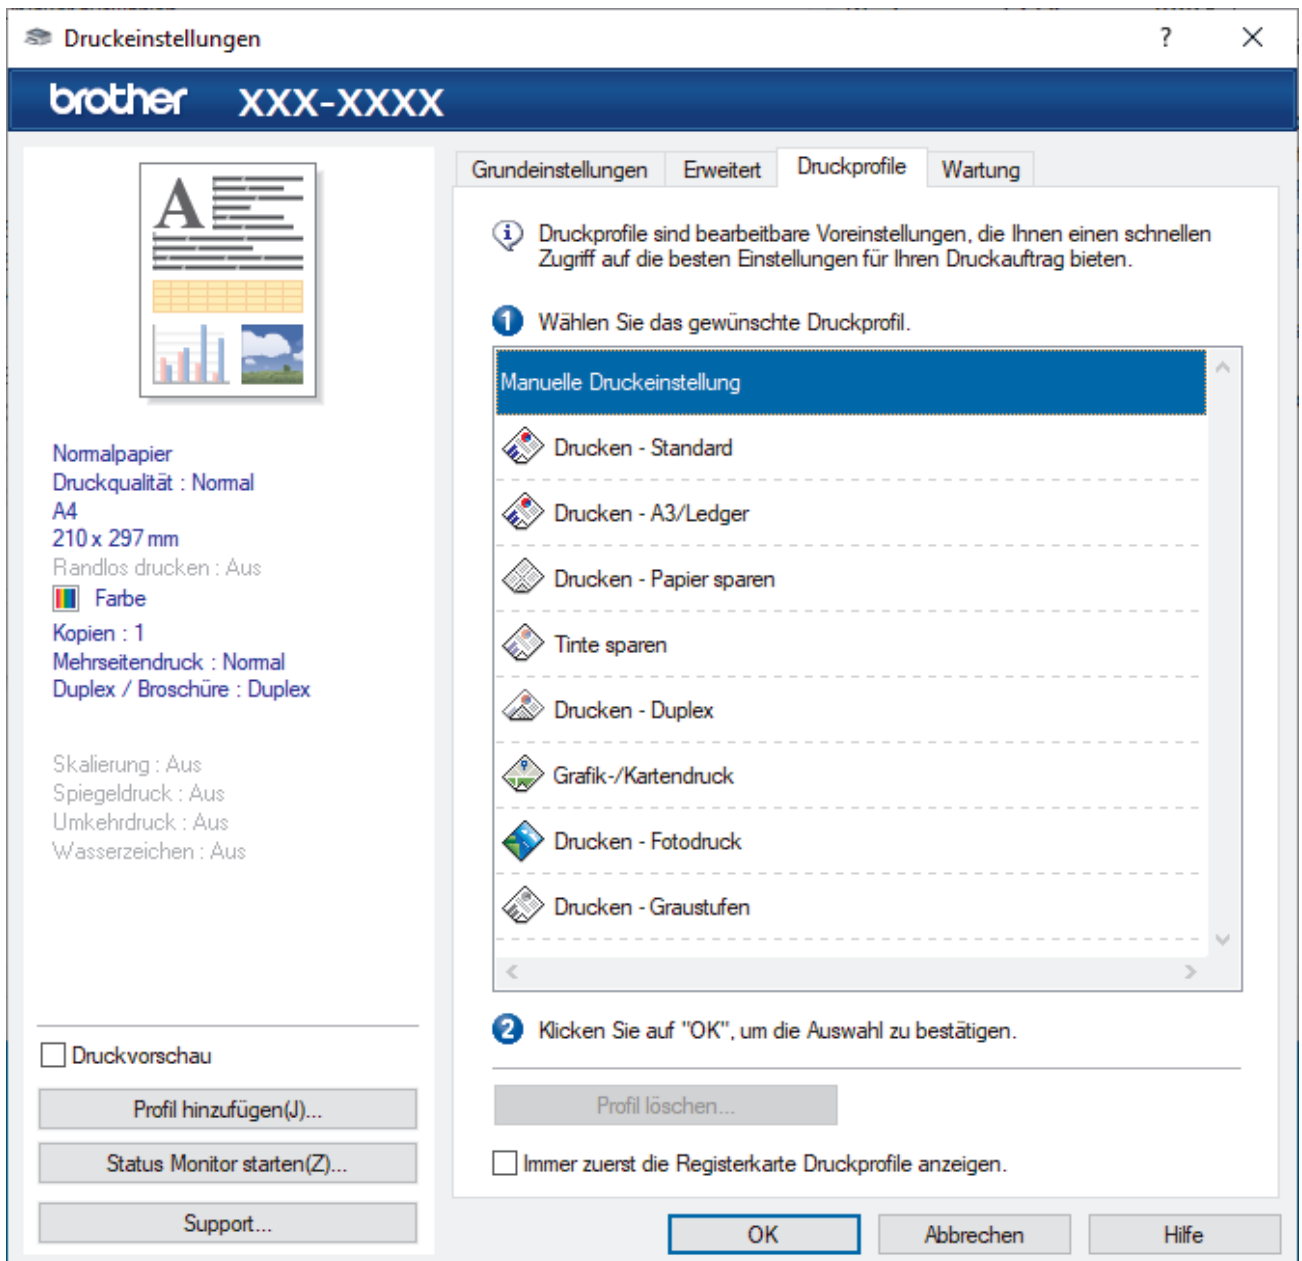 Druckeinstellungen
?
brother XXX-XXXX
Grundeinstellungen
Erweitert
Druckprofile
Wartung
A
Druckprofile sind bearbeitbare Voreinstellungen, die Ihnen einen schnellen
Zugriff auf die besten Einstellungen für Ihren Druckauftrag bieten.
1 Wählen Sie das gewünschte Druckprofil.
Manuelle Druckeinstellung
Drucken - Standard
Drucken - A3/Ledger
Drucken - Papier sparen
Tinte sparen
Drucken - Duplex
Grafik-/Kartendruck
Drucken - Fotodruck
Drucken - Graustufen
Normalpapier
Druckqualität : Normal
A4
210 x 297 mm
Randlos drucken : Aus
Farbe
Kopien : 1
Mehrseitendruck : Normal
Duplex / Broschüre : Duplex
Skalierung : Aus
Spiegeldruck : Aus
Umkehrdruck : Aus
Wasserzeichen : Aus
2 Klicken Sie auf "OK", um die Auswahl zu bestätigen.
Druckvorschau
Profil hinzufügen(J)...
Status Monitor starten(Z)...
Support...
Profil löschen...
Immer zuerst die Registerkarte Druckprofile anzeigen.
OK
Abbrechen
Hilfe